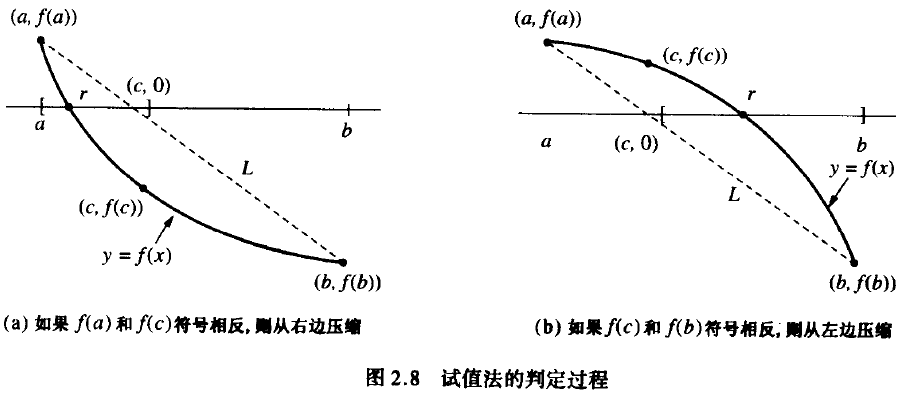 (a, f(a))
(c, 0)
r
a
b
L
(c, f(c))
y = f(x)
(b, f(b))
(a) 如果 f(a) 和 f(c) 符号相反, 则从右边压缩
(a, f(a))
(c, f(c))
r
a
(c, 0)
b
y = f(x)
L
(b, f(b))
(b) 如果 f(c) 和 f(b) 符号相反, 则从左边压缩
图 2.8 试值法的判定过程